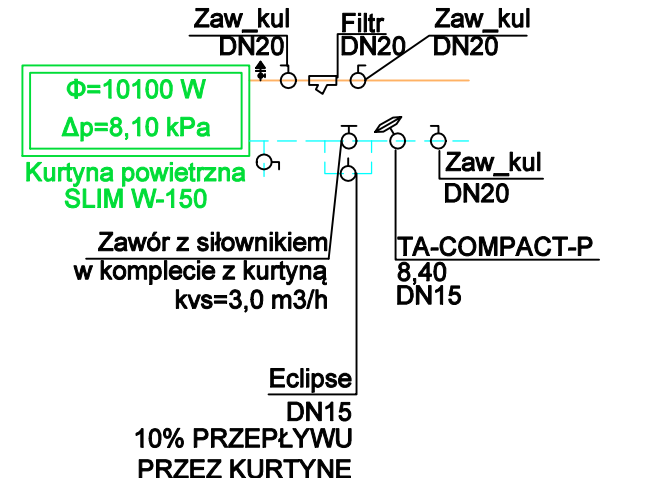 Zaw_kul
DN20
Filtr
DN20
Zaw_kul
DN20
Φ=10100 W
Δp=8,10 kPa
Kurtyna powietrzna
SLIM W-150
Zaw_kul
DN20
Zawór z siłownikiem
w komplecie z kurtyną
kvs=3,0 m3/h
TA-COMPACT-P
8,40
DN15
Eclipse
DN15
10% PRZEPŁYWU
PRZEZ KURTYNE